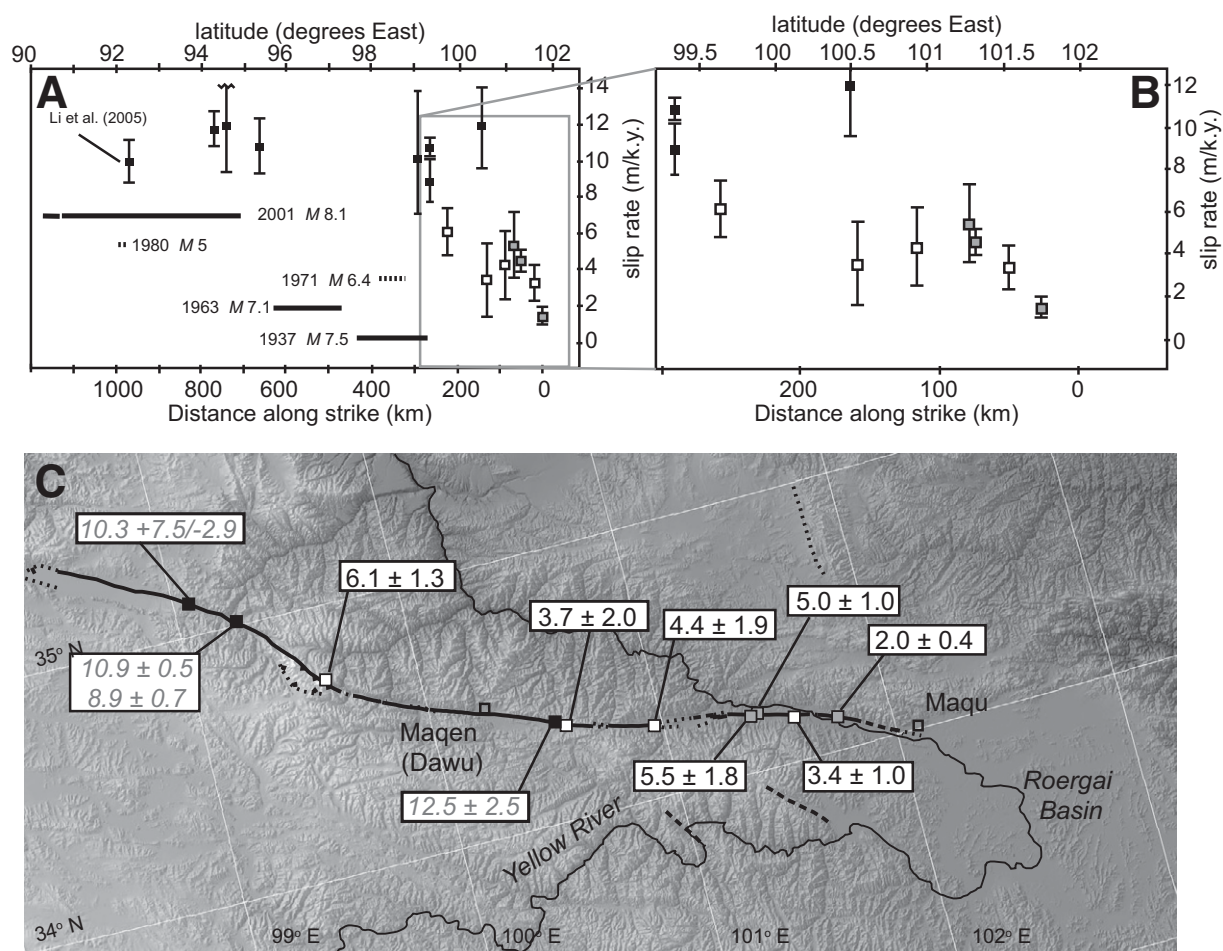 latitude (degrees East)
90 92 93 94 95 96 97 98 99 100 101 102
A
Li et al. (2005)
14
12
10
8
6
4
2
0
slip rate (m/k.y.)
2001 M 8.1
1980 M 5
1971 M 6.4
1963 M 7.1
1937 M 7.5
1000 800 600 400 200 0
Distance along strike (km)
latitude (degrees East)
99.5 100 100.5 101 101.5 102
B
12
10
8
6
4
2
0
slip rate (m/k.y.)
200 100 0
Distance along strike (km)
C
10.3 +7.5/-2.9
6.1 ± 1.3
3.7 ± 2.0
4.4 ± 1.9
5.0 ± 1.0
2.0 ± 0.4
35° N
10.9 ± 0.5
8.9 ± 0.7
Maqen
(Dawu)
Maqu
12.5 ± 2.5
5.5 ± 1.8
3.4 ± 1.0
Roergai
Basin
Yellow River
34° N
99° E 100° E 101° E 102° E